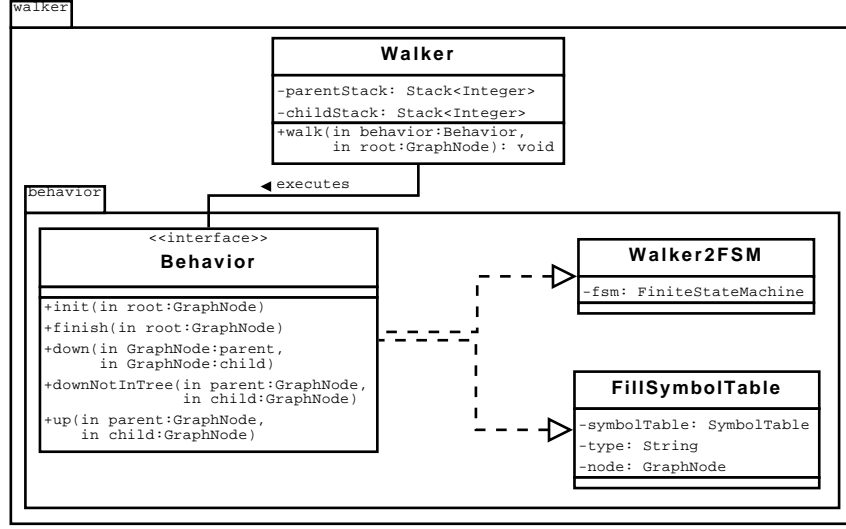 walker
Walker
-parentStack: Stack<Integer>
-childStack: Stack<Integer>
+walk(in behavior:Behavior,
in root:GraphNode): void
◄ executes
behavior
<<interface>>
Behavior
+init(in root:GraphNode)
+finish(in root:GraphNode)
+down(in GraphNode:parent,
in GraphNode:child)
+downNotInTree(in parent:GraphNode,
in child:GraphNode)
+up(in parent:GraphNode,
in child:GraphNode)
Walker2FSM
-fsm: FiniteStateMachine
FillSymbolTable
-symbolTable: SymbolTable
-type: String
-node: GraphNode